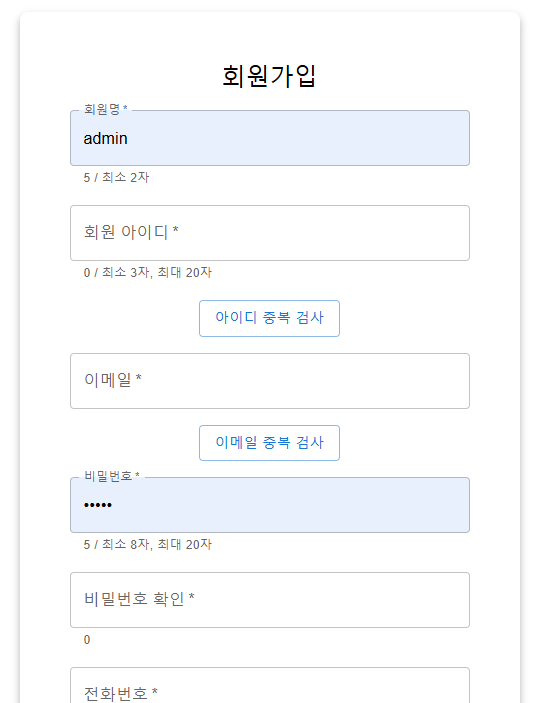 회원가입
회원명 *
admin
5 / 최소 2자
회원 아이디 *
0 / 최소 3자, 최대 20자
아이디 중복 검사
이메일 *
이메일 중복 검사
비밀번호 *
•••••
5 / 최소 8자, 최대 20자
비밀번호 확인 *
0
전화번호 *